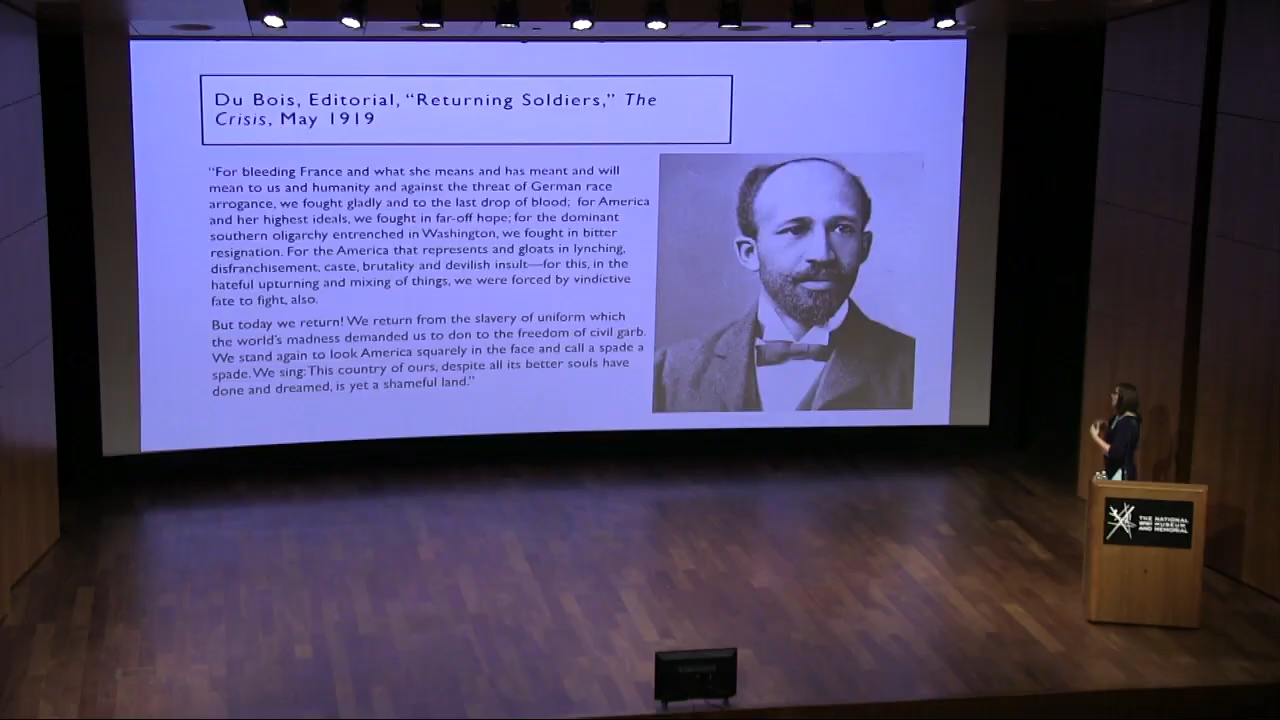 Du Bois, Editorial, “Returning Soldiers,” The
Crisis, May 1919
“For bleeding France and what she means and has meant and will
mean to us and humanity and against the threat of German race
arrogance, we fought gladly and to the last drop of blood; for America
and her highest ideals, we fought in far-off hope; for the dominant
southern oligarchy entrenched in Washington, we fought in bitter
resignation. For the America that represents and gloats in lynching,
disfranchisement, caste, brutality and devilish insult—for this, in the
hateful upturning and mixing of things, we were forced by vindictive
fate to fight, also.
But today we return! We return from the slavery of uniform which
the world’s madness demanded us to don to the freedom of civil garb.
We stand again to look America squarely in the face and call a spade a
spade. We sing: This country of ours, despite all its better souls have
done and dreamed, is yet a shameful land.”
THE NATIONAL
WWI MUSEUM
AND MEMORIAL